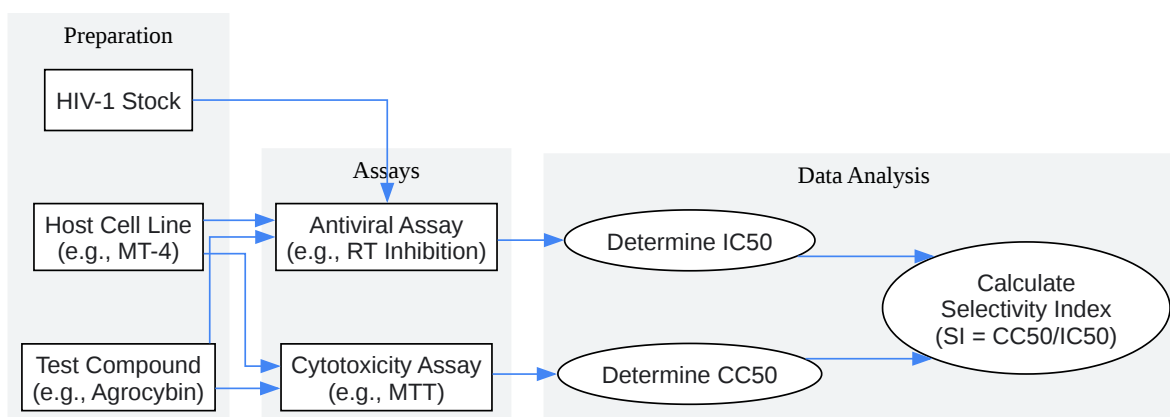 Preparation
HIV-1 Stock
Assays
Data Analysis
Host Cell Line
(e.g., MT-4)
Antiviral Assay
(e.g., RT Inhibition)
Determine IC50
Calculate
Selectivity Index
(SI = CC50/IC50)
Test Compound
(e.g., Agrocybin)
Cytotoxicity Assay
(e.g., MTT)
Determine CC50